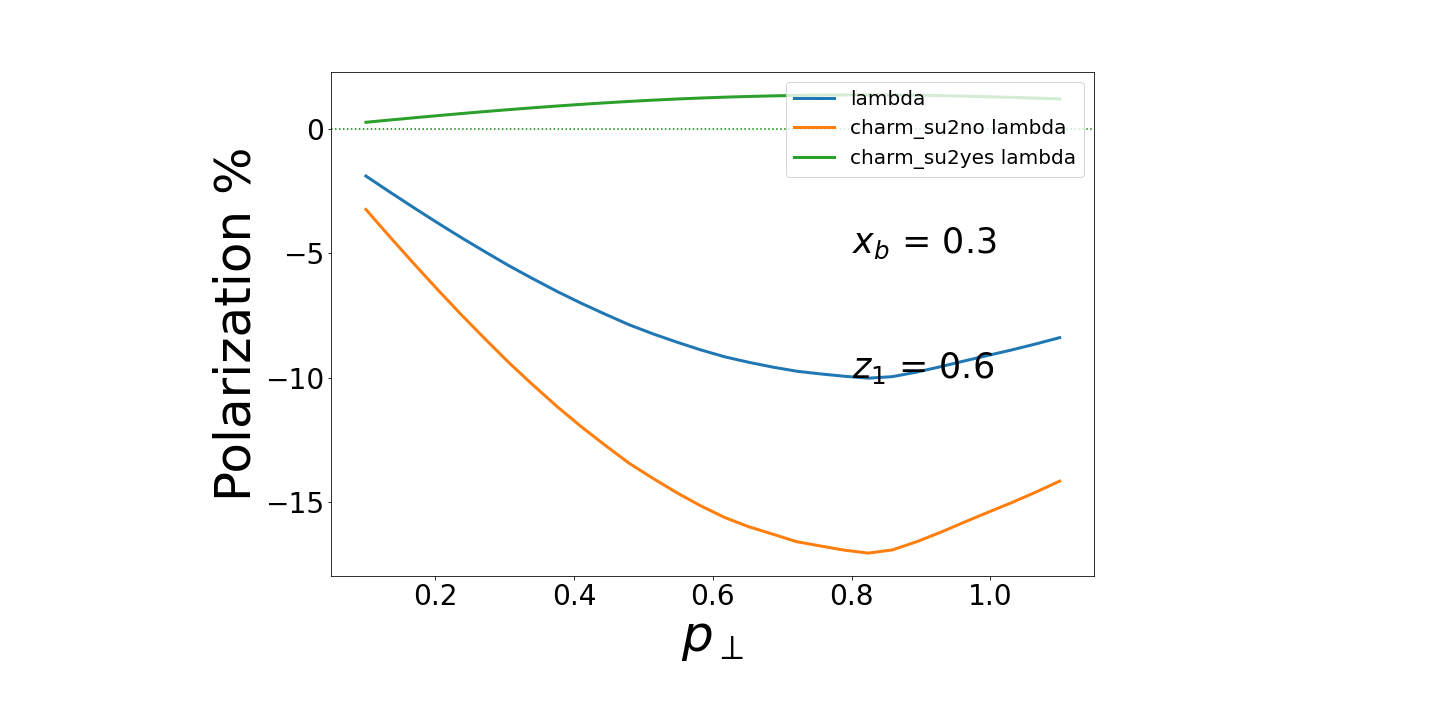 lambda
charm_su2no lambda
charm_su2yes lambda
0
−5
−10
−15
Polarization %
x_b = 0.3
z_1 = 0.6
0.2 0.4 0.6 0.8 1.0
p_⊥